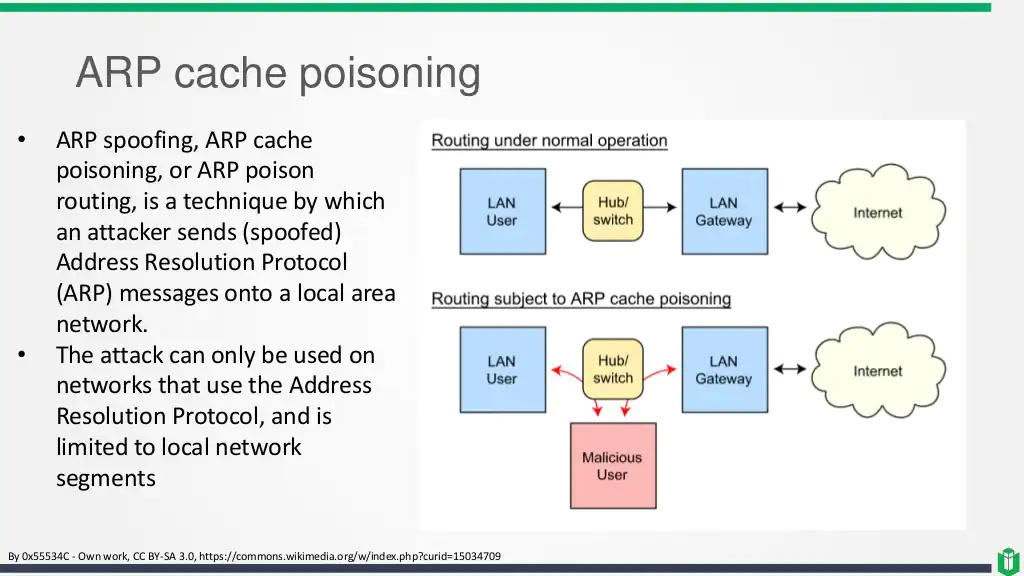 ARP cache poisoning
• ARP spoofing, ARP cache
poisoning, or ARP poison
routing, is a technique by which
an attacker sends (spoofed)
Address Resolution Protocol
(ARP) messages onto a local area
network.
• The attack can only be used on
networks that use the Address
Resolution Protocol, and is
limited to local network
segments
Routing under normal operation
LAN
User
Hub/
switch
LAN
Gateway
Internet
Routing subject to ARP cache poisoning
LAN
User
Hub/
switch
LAN
Gateway
Internet
Malicious
User
By 0x55534C - Own work, CC BY-SA 3.0, https://commons.wikimedia.org/w/index.php?curid=15034709